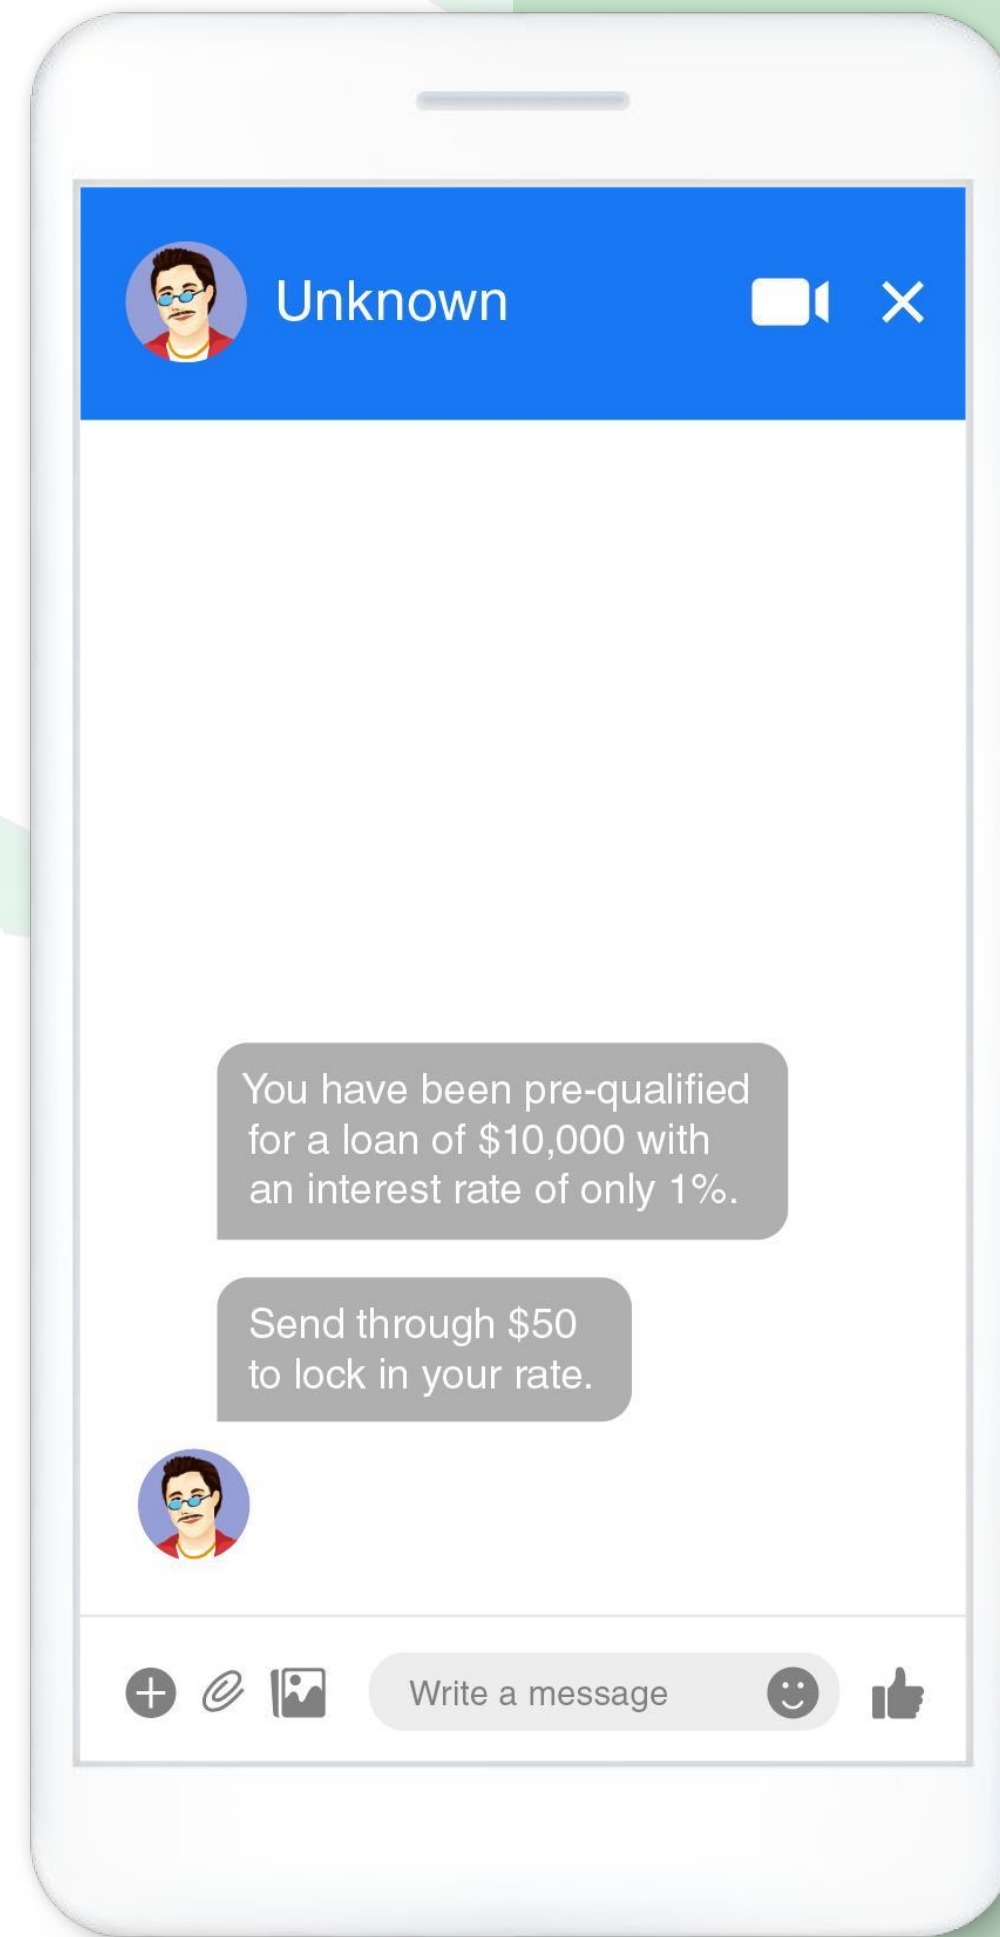 Unknown
You have been pre-qualified
for a loan of $10,000 with
an interest rate of only 1%.
Send through $50
to lock in your rate.
Write a message